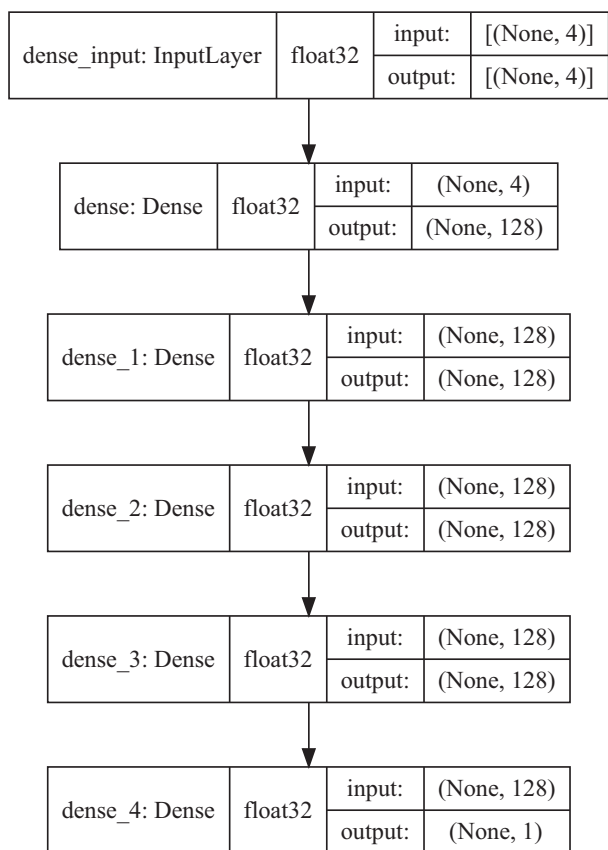 dense_input: InputLayer float32 input: [(None, 4)]
output: [(None, 4)]
dense: Dense float32 input: (None, 4)
output: (None, 128)
dense_1: Dense float32 input: (None, 128)
output: (None, 128)
dense_2: Dense float32 input: (None, 128)
output: (None, 128)
dense_3: Dense float32 input: (None, 128)
output: (None, 128)
dense_4: Dense float32 input: (None, 128)
output: (None, 1)